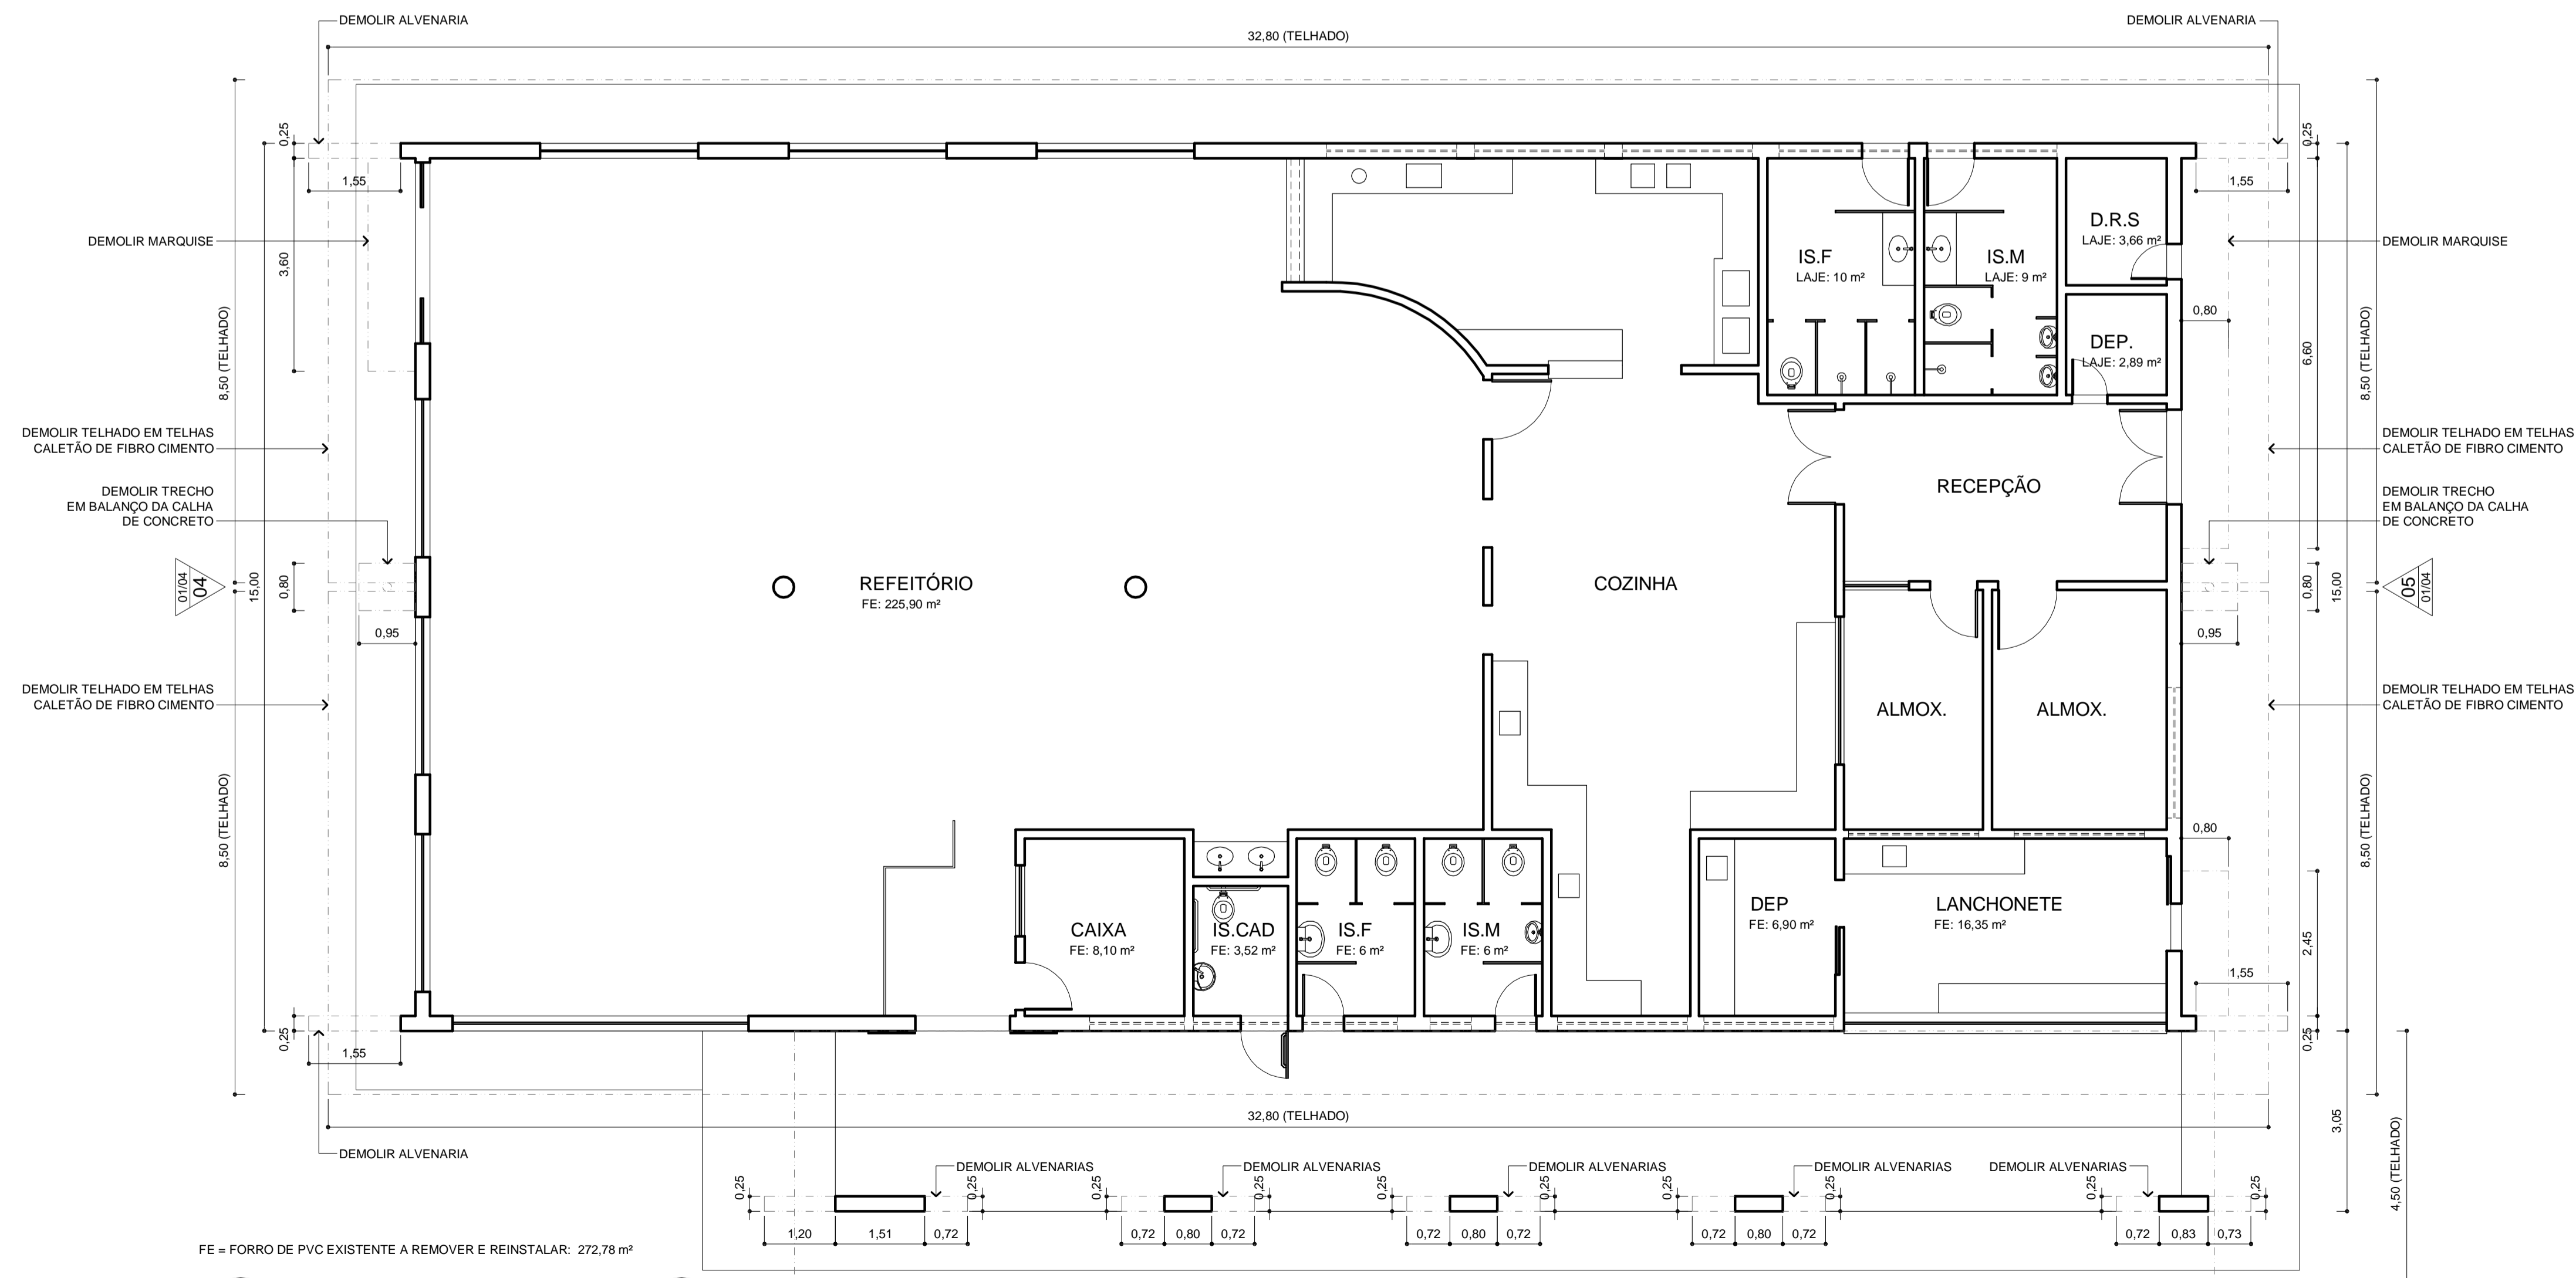 DEMOLIR ALVENARIA
DEMOLIR ALVENARIA
32,80 (TELHADO)
0,25
0,25
1,55
1,55
DEMOLIR MARQUISE
DEMOLIR MARQUISE
3,60
8,50 (TELHADO)
D.R.S
LAJE: 3,66 m²
IS.F
LAJE: 10 m²
IS.M
LAJE: 9 m²
0,80
DEP.
LAJE: 2,89 m²
6,60
8,50 (TELHADO)
DEMOLIR TELHADO EM TELHAS
CALETÃO DE FIBRO CIMENTO
DEMOLIR TELHADO EM TELHAS
CALETÃO DE FIBRO CIMENTO
DEMOLIR TRECHO
EM BALANÇO DA CALHA
DE CONCRETO
RECEPÇÃO
DEMOLIR TRECHO
EM BALANÇO DA CALHA
DE CONCRETO
01/04
04
15,00
0,80
REFEITÓRIO
FE: 225,90 m²
COZINHA
0,80
15,00
05
01/04
0,95
0,95
DEMOLIR TELHADO EM TELHAS
CALETÃO DE FIBRO CIMENTO
ALMOX.
ALMOX.
DEMOLIR TELHADO EM TELHAS
CALETÃO DE FIBRO CIMENTO
8,50 (TELHADO)
0,80
8,50 (TELHADO)
CAIXA
FE: 8,10 m²
IS.CAD
FE: 3,52 m²
IS.F
FE: 6 m²
IS.M
FE: 6 m²
DEP
FE: 6,90 m²
LANCHONETE
FE: 16,35 m²
2,45
1,55
0,25
1,55
0,25
32,80 (TELHADO)
3,05
4,50 (TELHADO)
DEMOLIR ALVENARIA
DEMOLIR ALVENARIAS
DEMOLIR ALVENARIAS
DEMOLIR ALVENARIAS
DEMOLIR ALVENARIAS
DEMOLIR ALVENARIAS
0,25
0,25
0,25
0,25
0,25
0,25
0,25
0,25
0,25
0,25
1,20
1,51
0,72
0,72
0,80
0,72
0,72
0,80
0,72
0,72
0,80
0,72
0,72
0,83
0,73
FE = FORRO DE PVC EXISTENTE A REMOVER E REINSTALAR: 272,78 m²